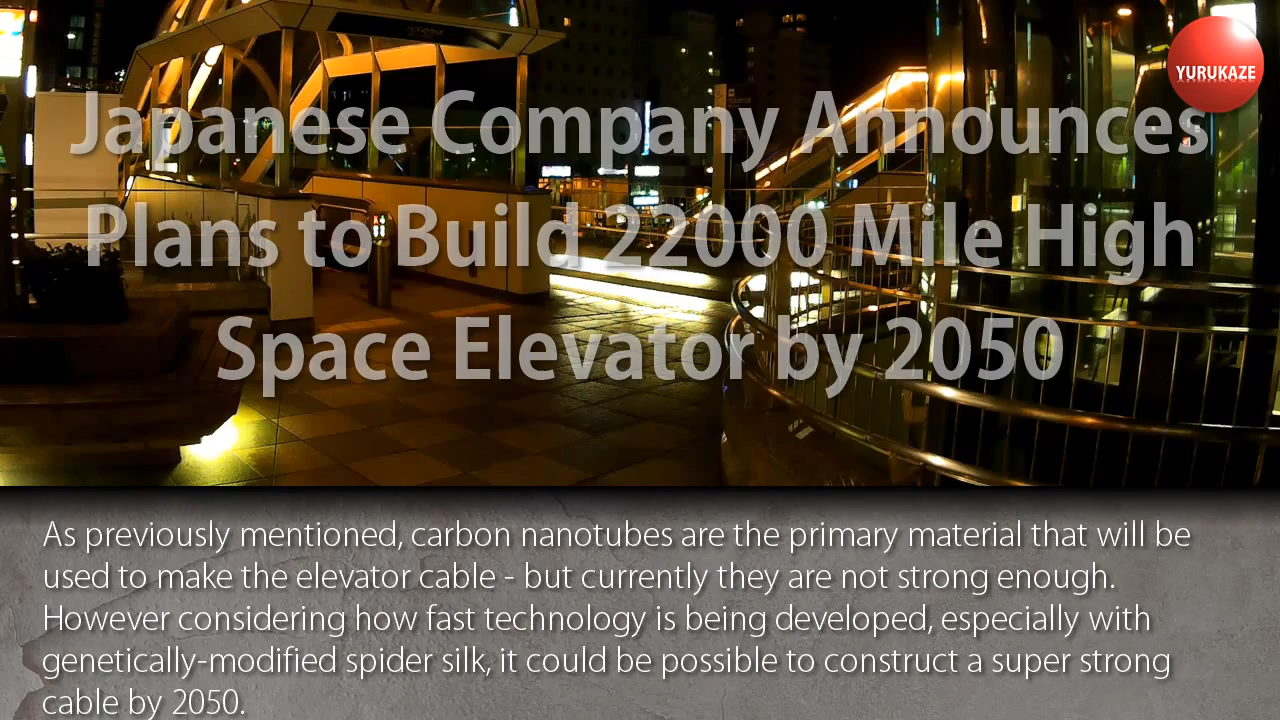 YURUKAZE
Japanese Company Announces
Plans to Build 22000 Mile High
Space Elevator by 2050
As previously mentioned, carbon nanotubes are the primary material that will be
used to make the elevator cable - but currently they are not strong enough.
However considering how fast technology is being developed, especially with
genetically-modified spider silk, it could be possible to construct a super strong
cable by 2050.